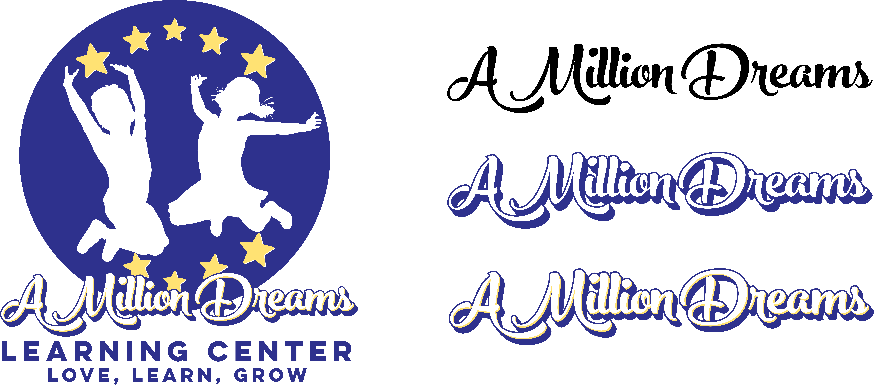 A Million Dreams
LEARNING CENTER
LOVE, LEARN, GROW
A Million Dreams
A Million Dreams
A Million Dreams